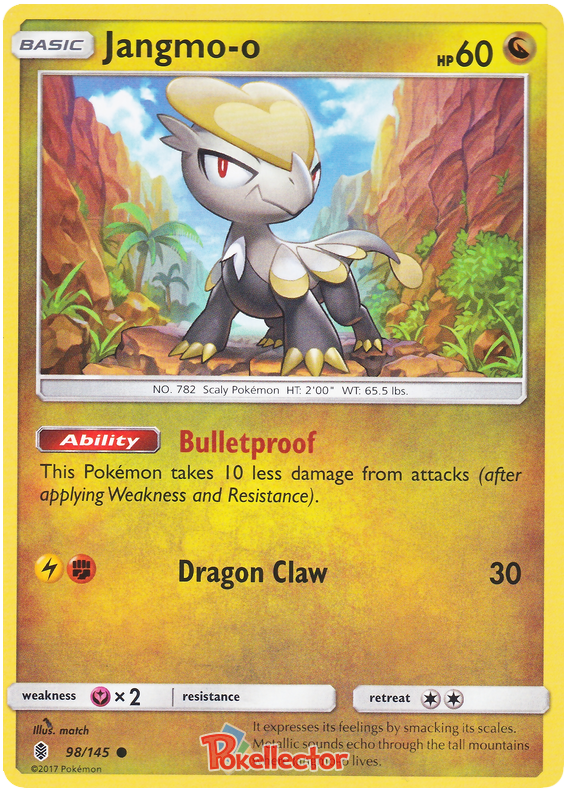 BASIC Jangmo-o HP 60
NO. 782 Scaly Pokémon HT: 2'00" WT: 65.5 lbs.
Ability Bulletproof
This Pokémon takes 10 less damage from attacks (after
applying Weakness and Resistance).
Dragon Claw 30
weakness ×2 resistance retreat
Illus. match
98/145
©2017 Pokémon
It expresses its feelings by smacking its scales.
Metallic sounds echo through the tall mountains
lives.
Pokellector